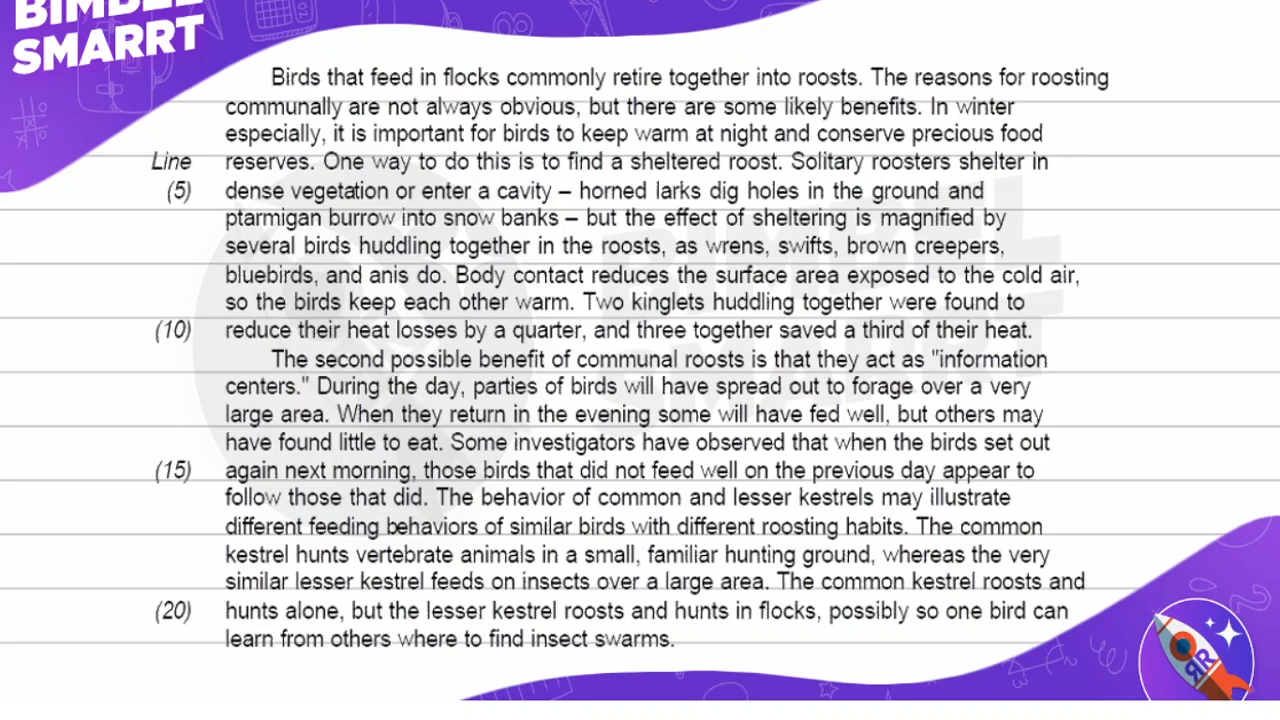 BIMBEL
SMARRT
Birds that feed in flocks commonly retire together into roosts. The reasons for roosting
communally are not always obvious, but there are some likely benefits. In winter
especially, it is important for birds to keep warm at night and conserve precious food
Line reserves. One way to do this is to find a sheltered roost. Solitary roosters shelter in
(5) dense vegetation or enter a cavity – horned larks dig holes in the ground and
ptarmigan burrow into snow banks – but the effect of sheltering is magnified by
several birds huddling together in the roosts, as wrens, swifts, brown creepers,
bluebirds, and anis do. Body contact reduces the surface area exposed to the cold air,
so the birds keep each other warm. Two kinglets huddling together were found to
(10) reduce their heat losses by a quarter, and three together saved a third of their heat.
The second possible benefit of communal roosts is that they act as "information
centers." During the day, parties of birds will have spread out to forage over a very
large area. When they return in the evening some will have fed well, but others may
have found little to eat. Some investigators have observed that when the birds set out
(15) again next morning, those birds that did not feed well on the previous day appear to
follow those that did. The behavior of common and lesser kestrels may illustrate
different feeding behaviors of similar birds with different roosting habits. The common
kestrel hunts vertebrate animals in a small, familiar hunting ground, whereas the very
similar lesser kestrel feeds on insects over a large area. The common kestrel roosts and
(20) hunts alone, but the lesser kestrel roosts and hunts in flocks, possibly so one bird can
learn from others where to find insect swarms.